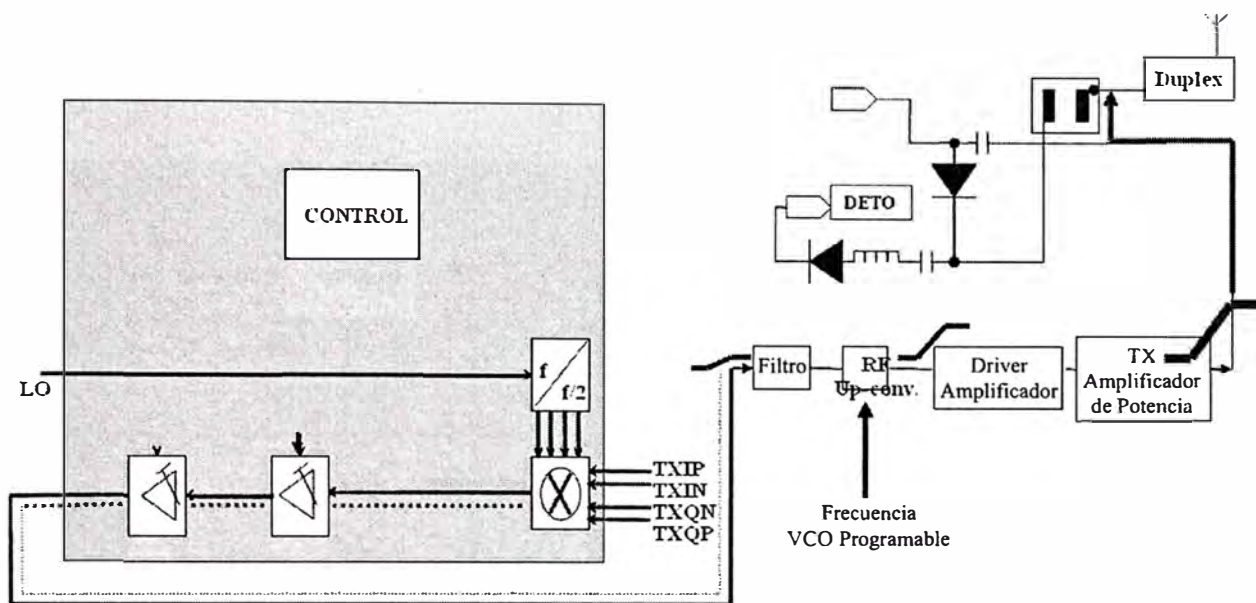 Duplex
CONTROL
DETO
LO
f
f/2
Filtro
RF
Up-conv.
Driver
Amplificador
TX
Amplificador
de Potencia
TXIP
TXIN
TXQN
TXQP
Frecuencia
VCO Programable